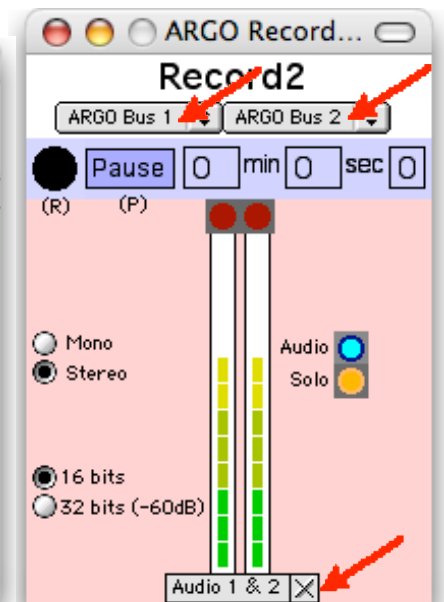 ARGO Record...
Record2
ARGO Bus 1 ARGO Bus 2
Pause 0 min 0 sec 0
(R) (P)
Mono
Audio
Stereo
Solo
16 bits
32 bits (-60dB)
Audio 1 & 2